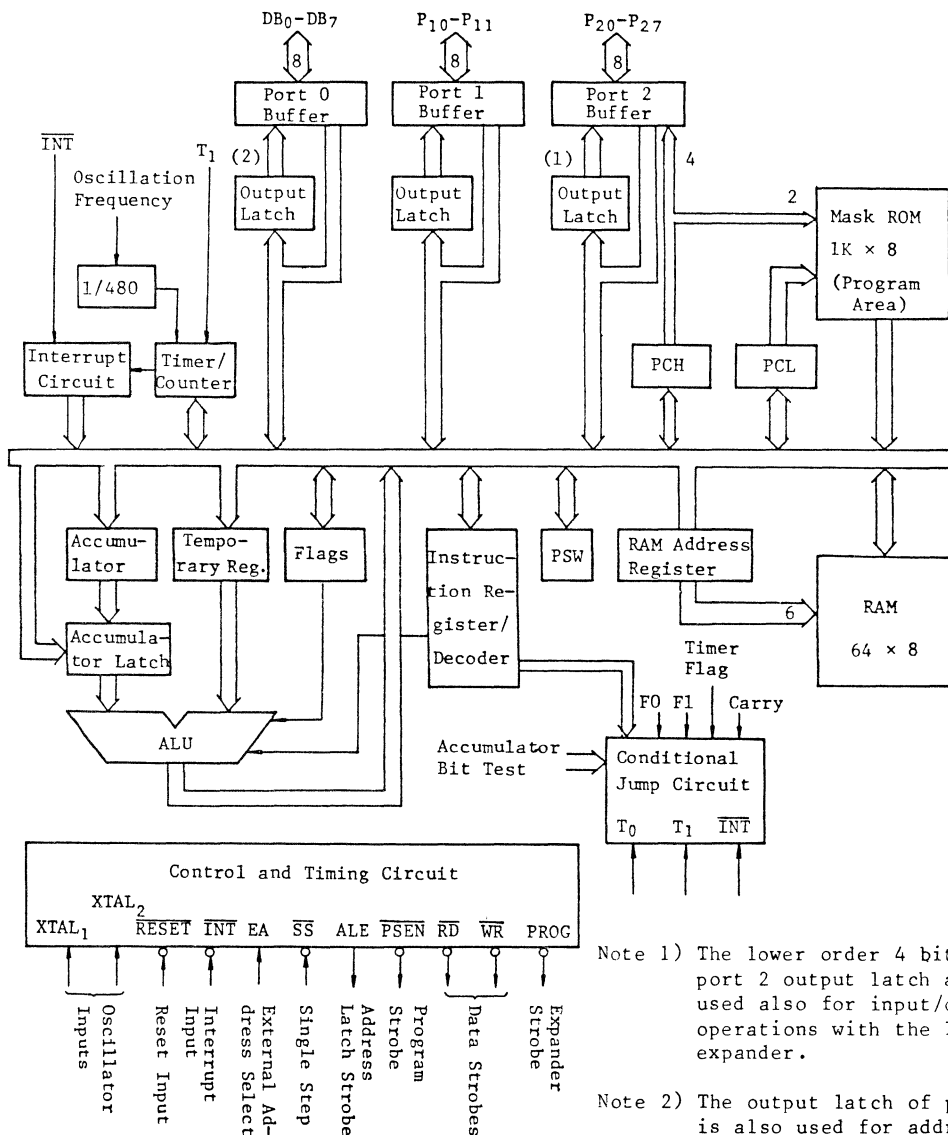 DB0-DB7
P10-P11
P20-P27
8
8
8
Port 0
Buffer
Port 1
Buffer
Port 2
Buffer
INT
T1
(2)
(1)
4
Oscillation
Frequency
Output
Latch
Output
Latch
Output
Latch
2
Mask ROM
1K × 8
(Program
Area)
1/480
Interrupt
Circuit
Timer/
Counter
PCH
PCL
Accumu-
lator
Tempo-
rary Reg.
Flags
Instruc-
tion Re-
gister/
Decoder
PSW
RAM Address
Register
6
RAM
64 × 8
Accumula-
tor Latch
ALU
Timer
Flag
F0 F1 Carry
Accumulator
Bit Test
Conditional
Jump Circuit
T0 T1 INT
Control and Timing Circuit
XTAL1 XTAL2 RESET INT EA SS ALE PSEN RD WR PROG
Oscillator
Inputs
Reset Input
Interrupt
Input
External Ad-
dress Select
Single Step
Address
Latch Strobe
Program
Strobe
Data Strobes
Expander
Strobe
Note 1) The lower order 4 bit
port 2 output latch a
used also for input/
operations with the
expander.
Note 2) The output latch of p
is also used for addr